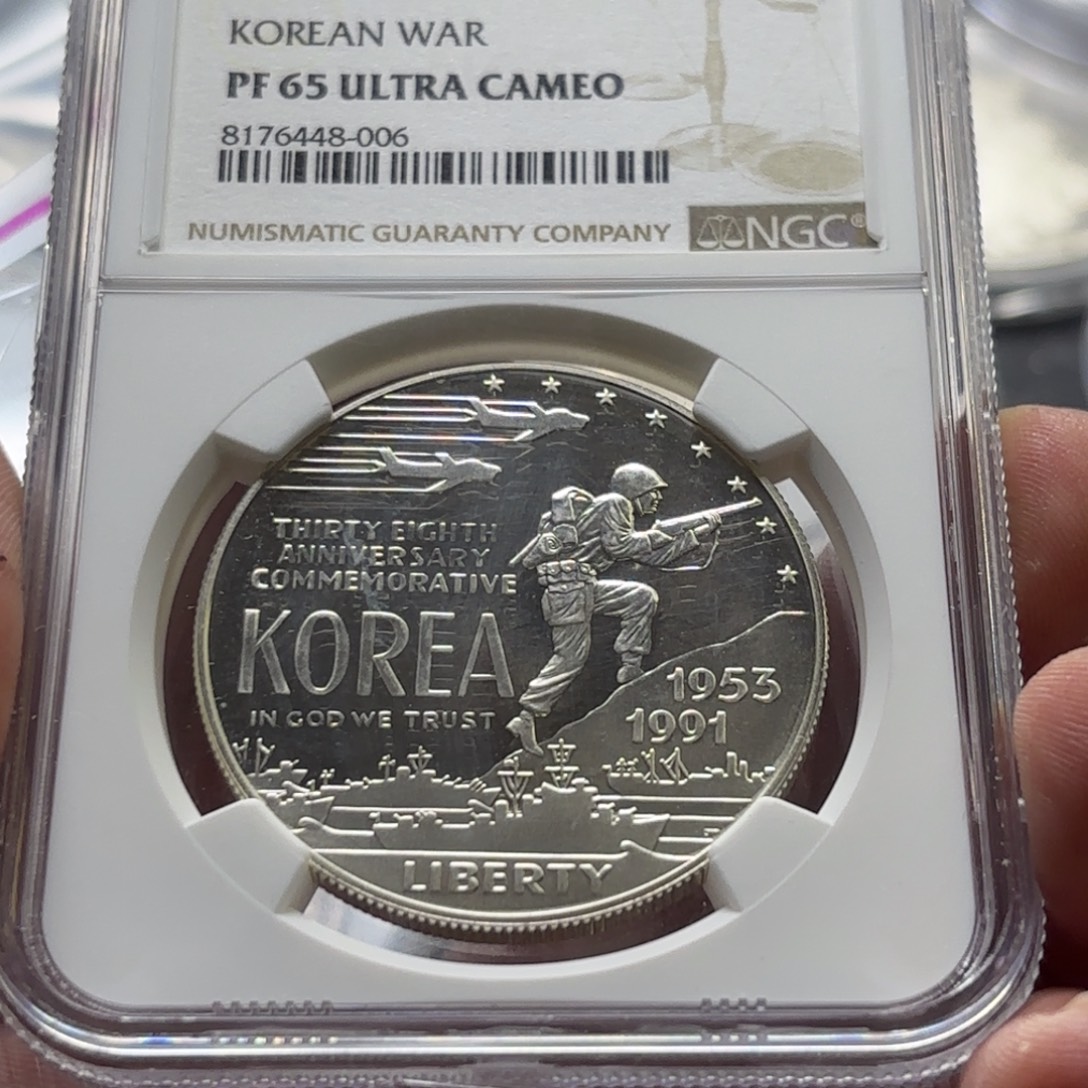 KOREAN WAR
PF 65 ULTRA CAMEO
8176448-006
NUMISMATIC GUARANTY COMPANY
NGC®
THIRTY EIGHTH
ANNIVERSARY
COMMEMORATIVE
KOREA
IN GOD WE TRUST
1953
1991
LIBERTY